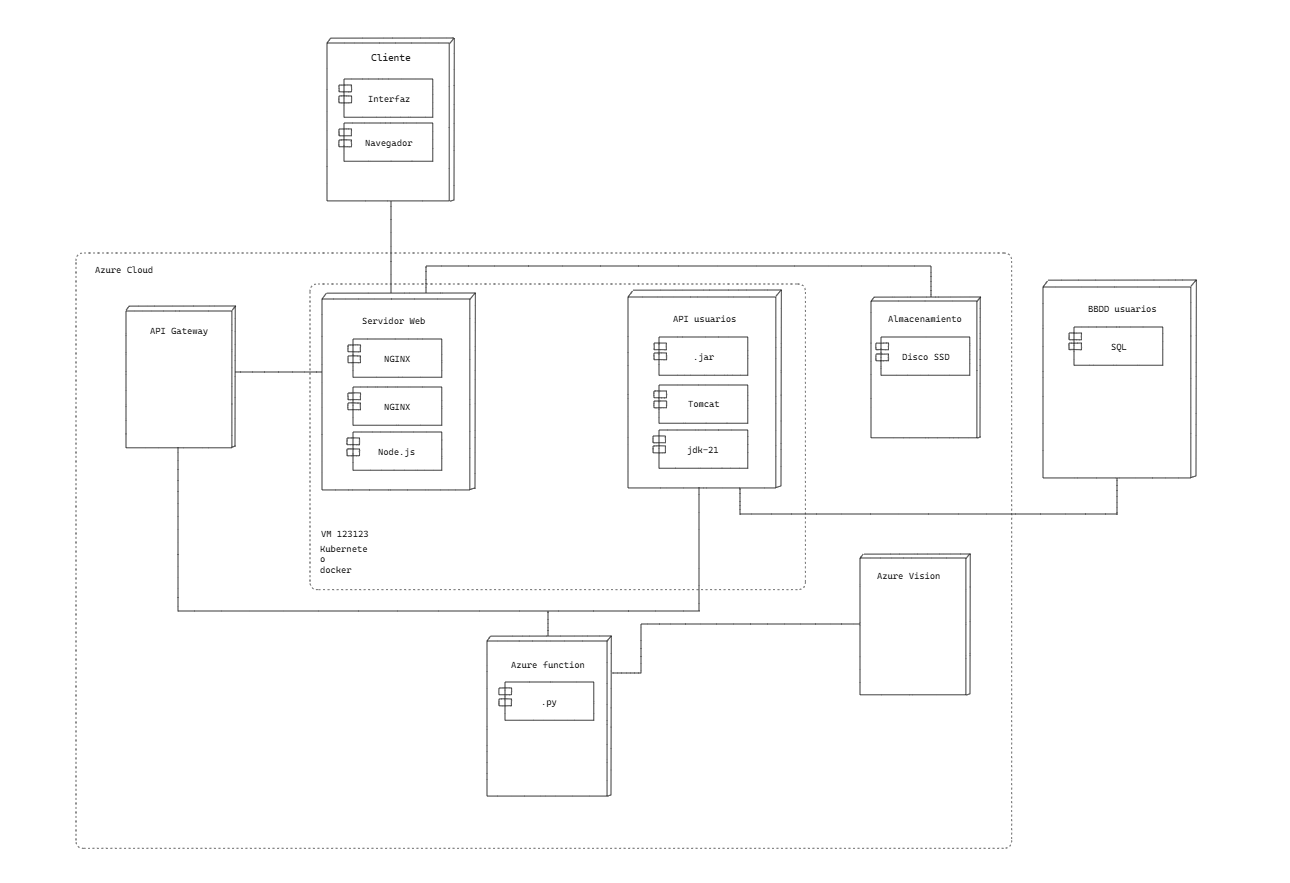 Cliente
Interfaz
Navegador
Azure Cloud
API Gateway
Servidor Web
NGINX
NGINX
Node.js
API usuarios
.jar
Tomcat
jdk-21
Almacenamiento
Disco SSD
BBDD usuarios
SQL
VM 123123
Kubernete
o
docker
Azure Vision
Azure function
.py